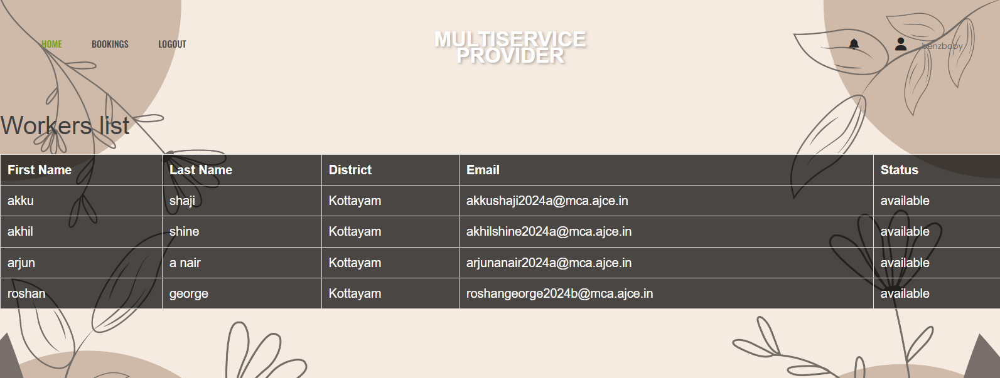 HOME BOOKINGS LOGOUT
MULTISERVICE
PROVIDER
benzbaby
Workers list
First Name Last Name District Email Status
akku shaji Kottayam akkushaji2024a@mca.ajce.in available
akhil shine Kottayam akhilshine2024a@mca.ajce.in available
arjun a nair Kottayam arjunanair2024a@mca.ajce.in available
roshan george Kottayam roshangeorge2024b@mca.ajce.in available